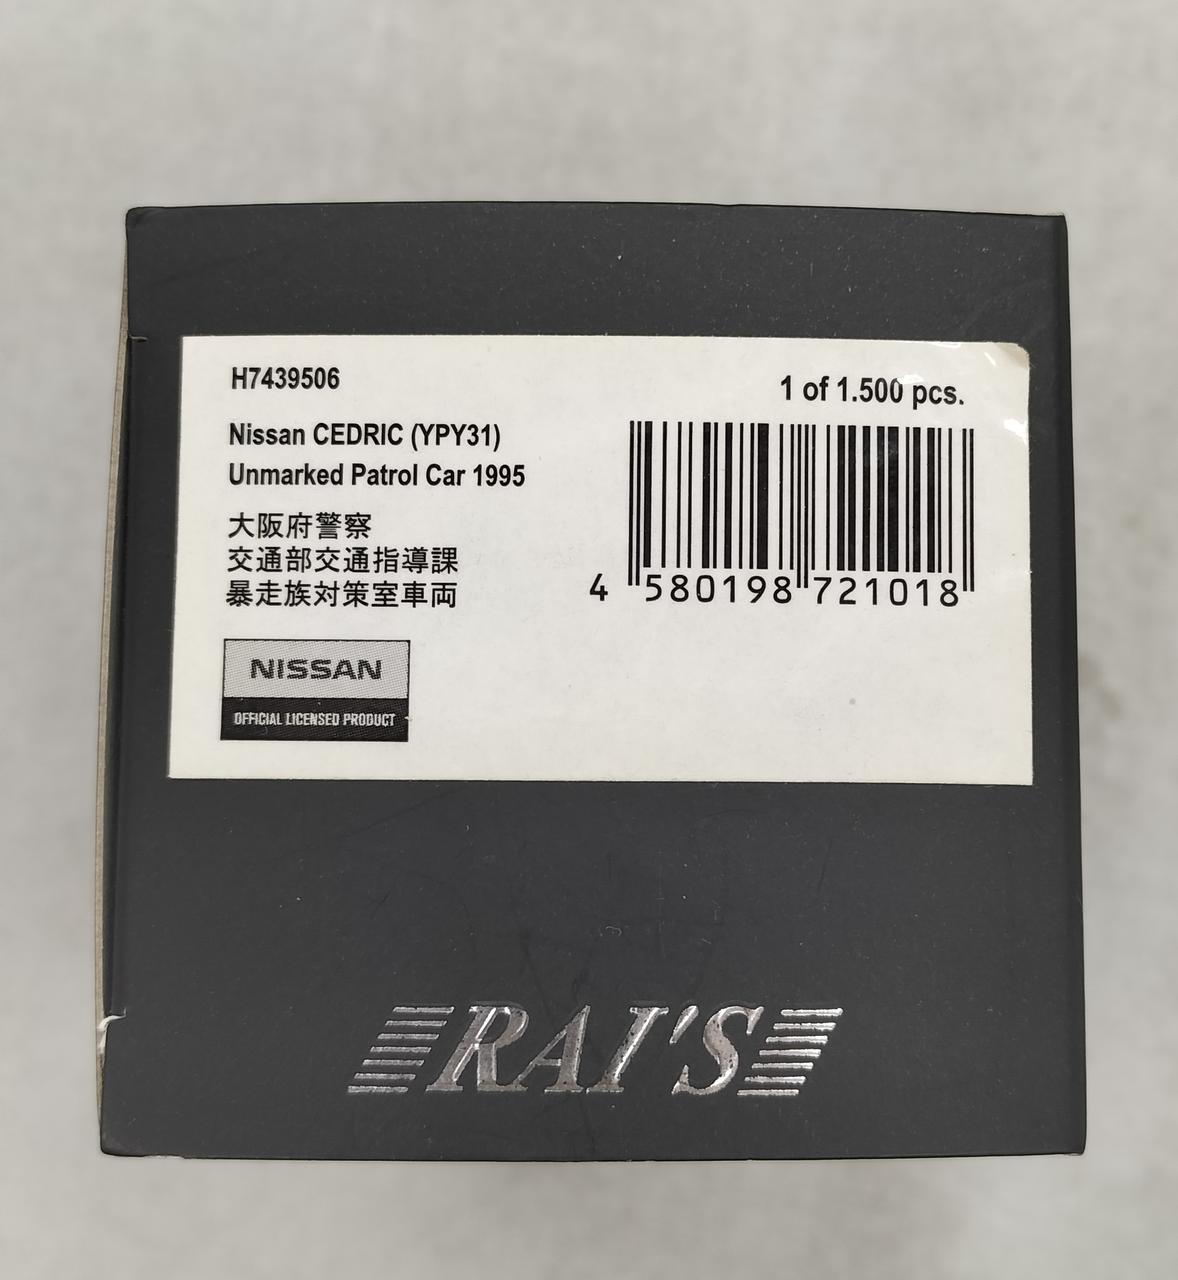 H7439506
1 of 1.500 pcs.
Nissan CEDRIC (YPY31)
Unmarked Patrol Car 1995
大阪府警察
交通部交通指導課
暴走族対策室車両
4 580198 721018
NISSAN
OFFICIAL LICENSED PRODUCT
RAI'S